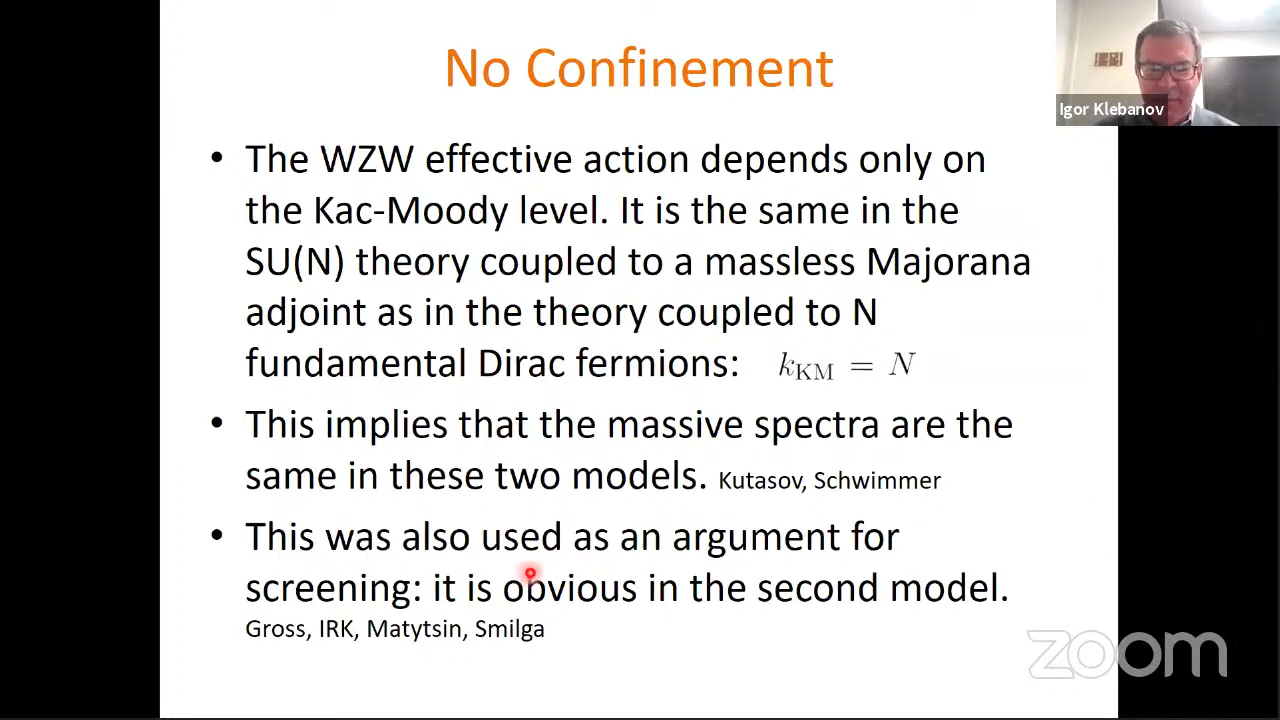 No Confinement
Igor Klebanov
• The WZW effective action depends only on
the Kac-Moody level. It is the same in the
SU(N) theory coupled to a massless Majorana
adjoint as in the theory coupled to N
fundamental Dirac fermions: k_KM = N
• This implies that the massive spectra are the
same in these two models. Kutasov, Schwimmer
• This was also used as an argument for
screening: it is obvious in the second model.
Gross, IRK, Matytsin, Smilga
zoom